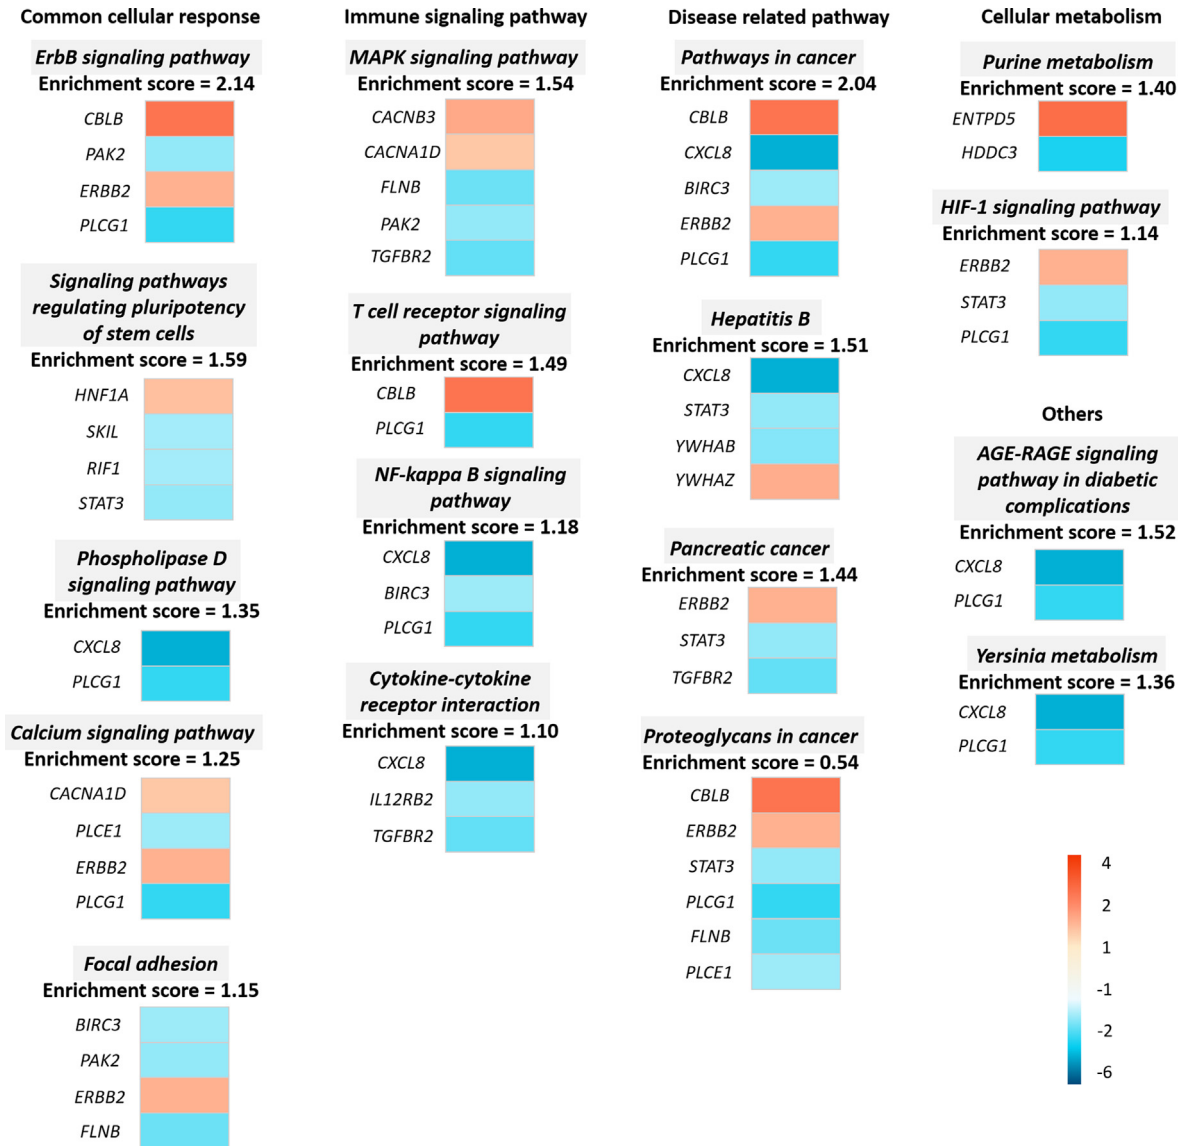 Common cellular response
ErbB signaling pathway
Enrichment score = 2.14
CBLB
PAK2
ERBB2
PLCG1
Signaling pathways
regulating pluripotency
of stem cells
Enrichment score = 1.59
HNF1A
SKIL
RIF1
STAT3
Phospholipase D
signaling pathway
Enrichment score = 1.35
CXCL8
PLCG1
Calcium signaling pathway
Enrichment score = 1.25
CACNA1D
PLCE1
ERBB2
PLCG1
Focal adhesion
Enrichment score = 1.15
BIRC3
PAK2
ERBB2
FLNB
Immune signaling pathway
MAPK signaling pathway
Enrichment score = 1.54
CACNB3
CACNA1D
FLNB
PAK2
TGFBR2
T cell receptor signaling
pathway
Enrichment score = 1.49
CBLB
PLCG1
NF-kappa B signaling
pathway
Enrichment score = 1.18
CXCL8
BIRC3
PLCG1
Cytokine-cytokine
receptor interaction
Enrichment score = 1.10
CXCL8
IL12RB2
TGFBR2
Disease related pathway
Pathways in cancer
Enrichment score = 2.04
CBLB
CXCL8
BIRC3
ERBB2
PLCG1
Hepatitis B
Enrichment score = 1.51
CXCL8
STAT3
YWHAB
YWHAZ
Pancreatic cancer
Enrichment score = 1.44
ERBB2
STAT3
TGFBR2
Proteoglycans in cancer
Enrichment score = 0.54
CBLB
ERBB2
STAT3
PLCG1
FLNB
PLCE1
Cellular metabolism
Purine metabolism
Enrichment score = 1.40
ENTPD5
HDDC3
HIF-1 signaling pathway
Enrichment score = 1.14
ERBB2
STAT3
PLCG1
Others
AGE-RAGE signaling
pathway in diabetic
complications
Enrichment score = 1.52
CXCL8
PLCG1
Yersinia metabolism
Enrichment score = 1.36
CXCL8
PLCG1
4
2
1
-1
-2
-6